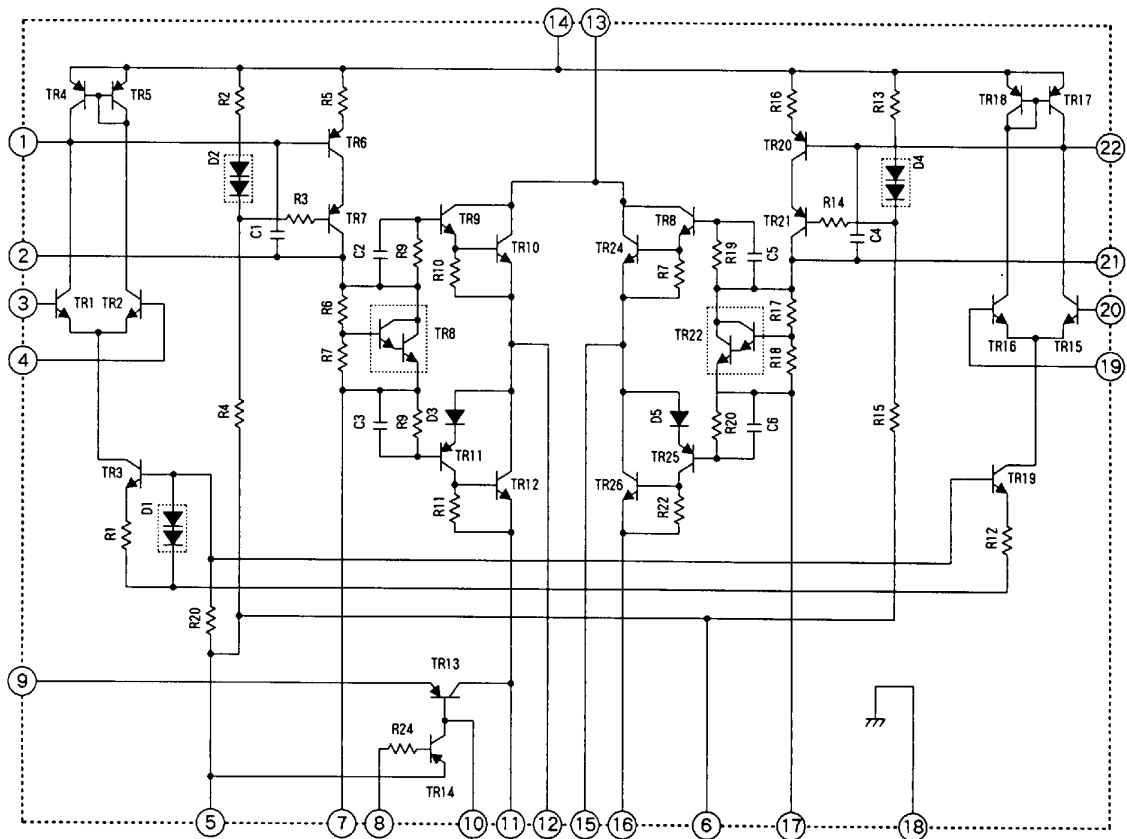 14 13
TR4 TR5 R2 R5 R16 R13 TR18 TR17
1 TR6 TR20 22
D2 D4
R3 TR7 TR9 TR8 TR21 R14
C1 C2 R9 R10 TR10 TR24 R7 R19 C5 C4
2 21
3 TR1 TR2 R6 R17 20
TR8 TR22 TR16 TR15
4 R7 R18 19
R4 C3 R9 D3 D5 R20 C6 R15
TR11 TR25
TR3 TR12 TR26 TR19
R1 D1 R11 R22 R12
R20
9 TR13
R24
TR14
5 7 8 10 11 12 15 16 6 17 18